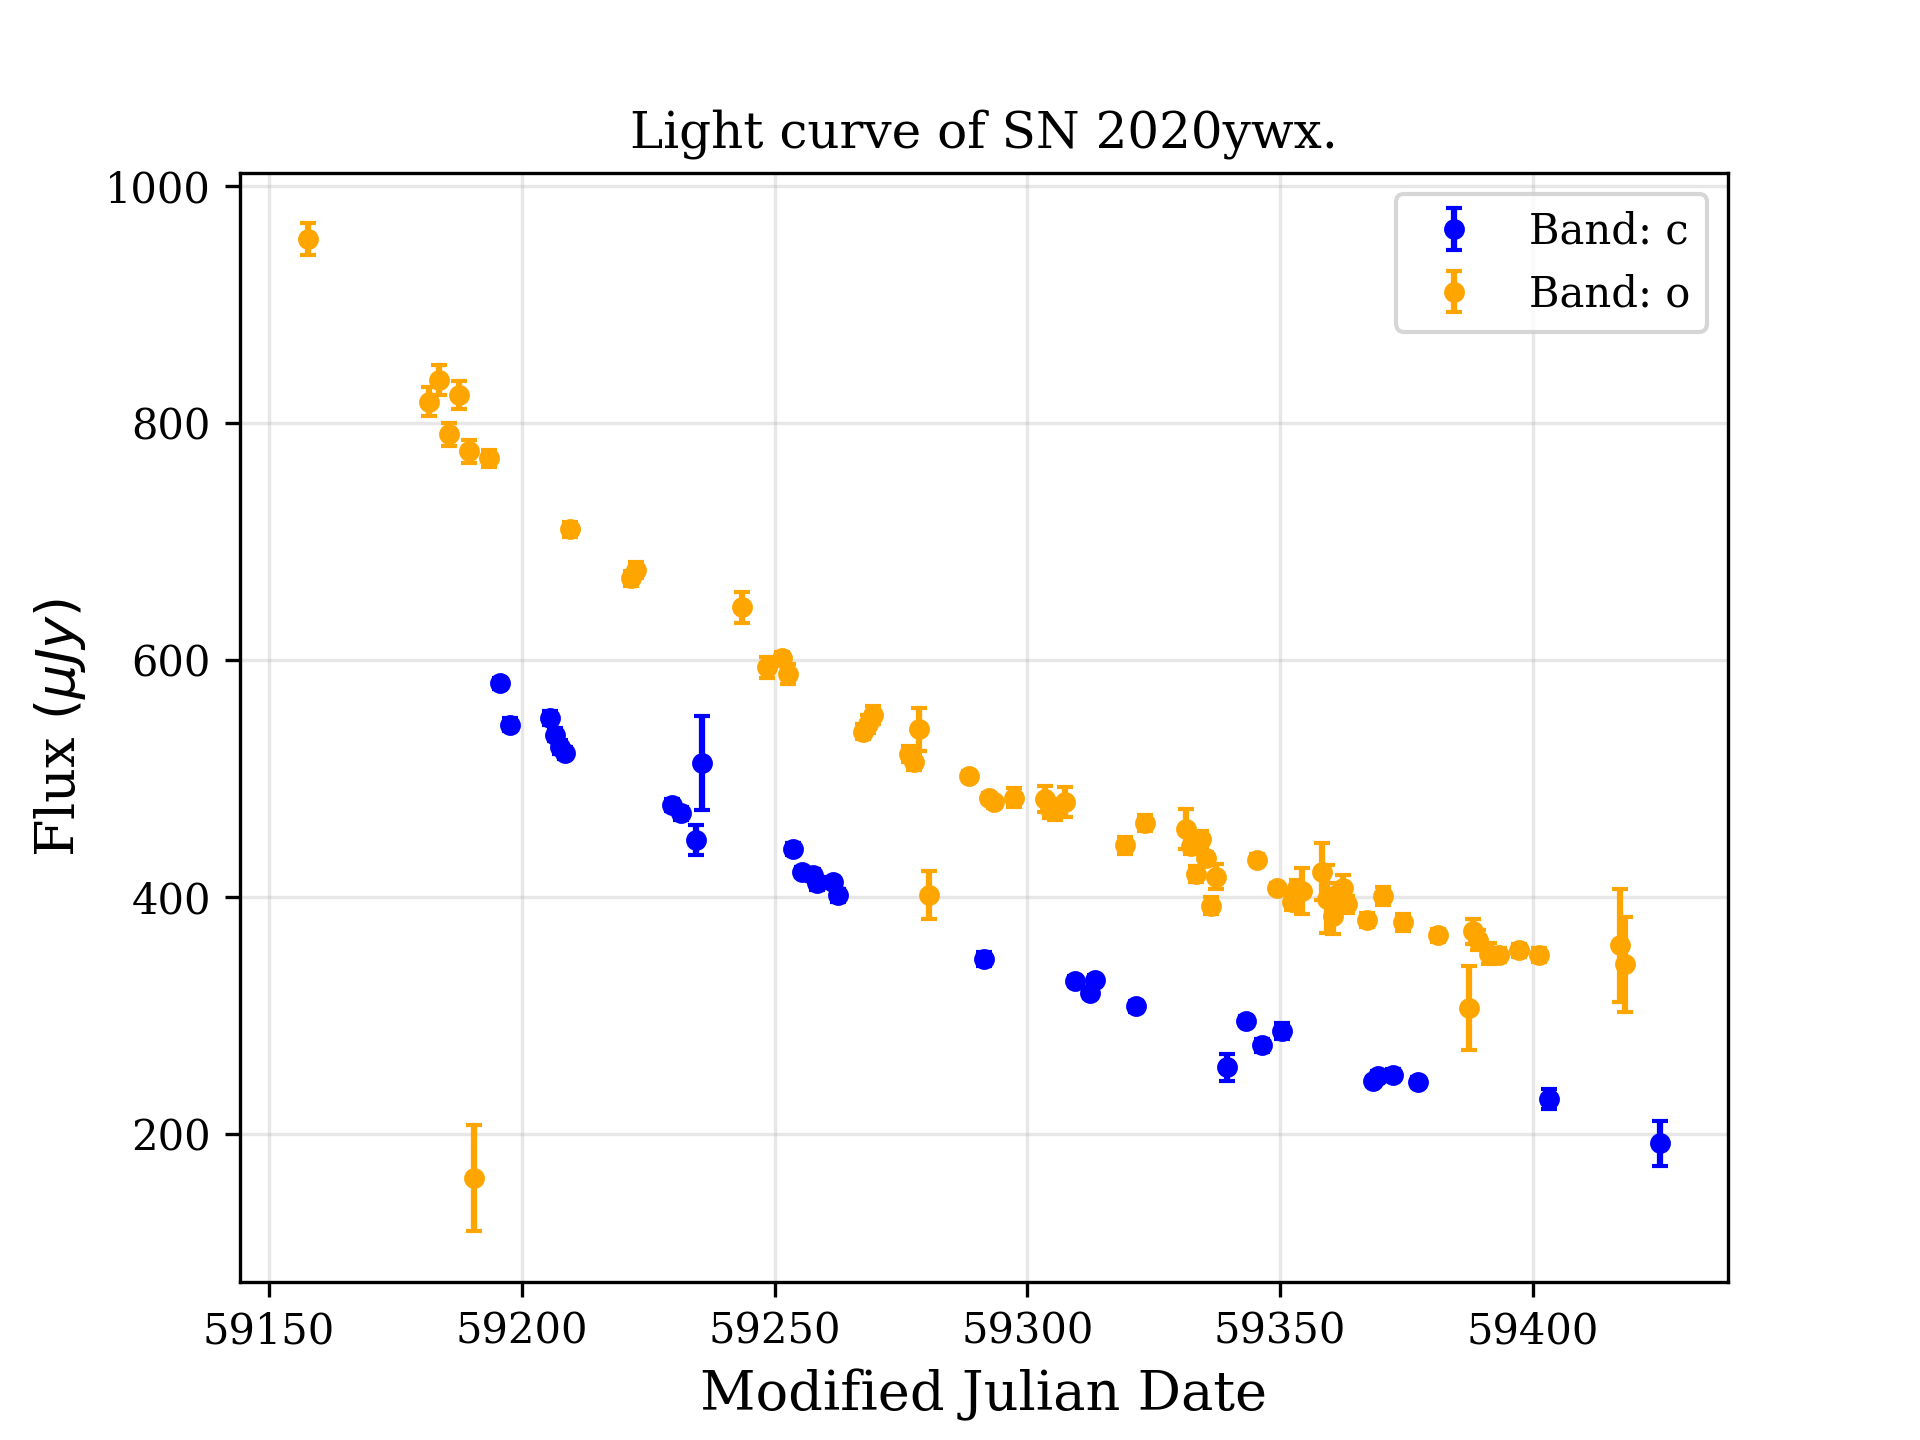 Light curve of SN 2020ywx.
1000
800
600
400
200
Flux (μJy)
Band: c
Band: o
59150 59200 59250 59300 59350 59400
Modified Julian Date